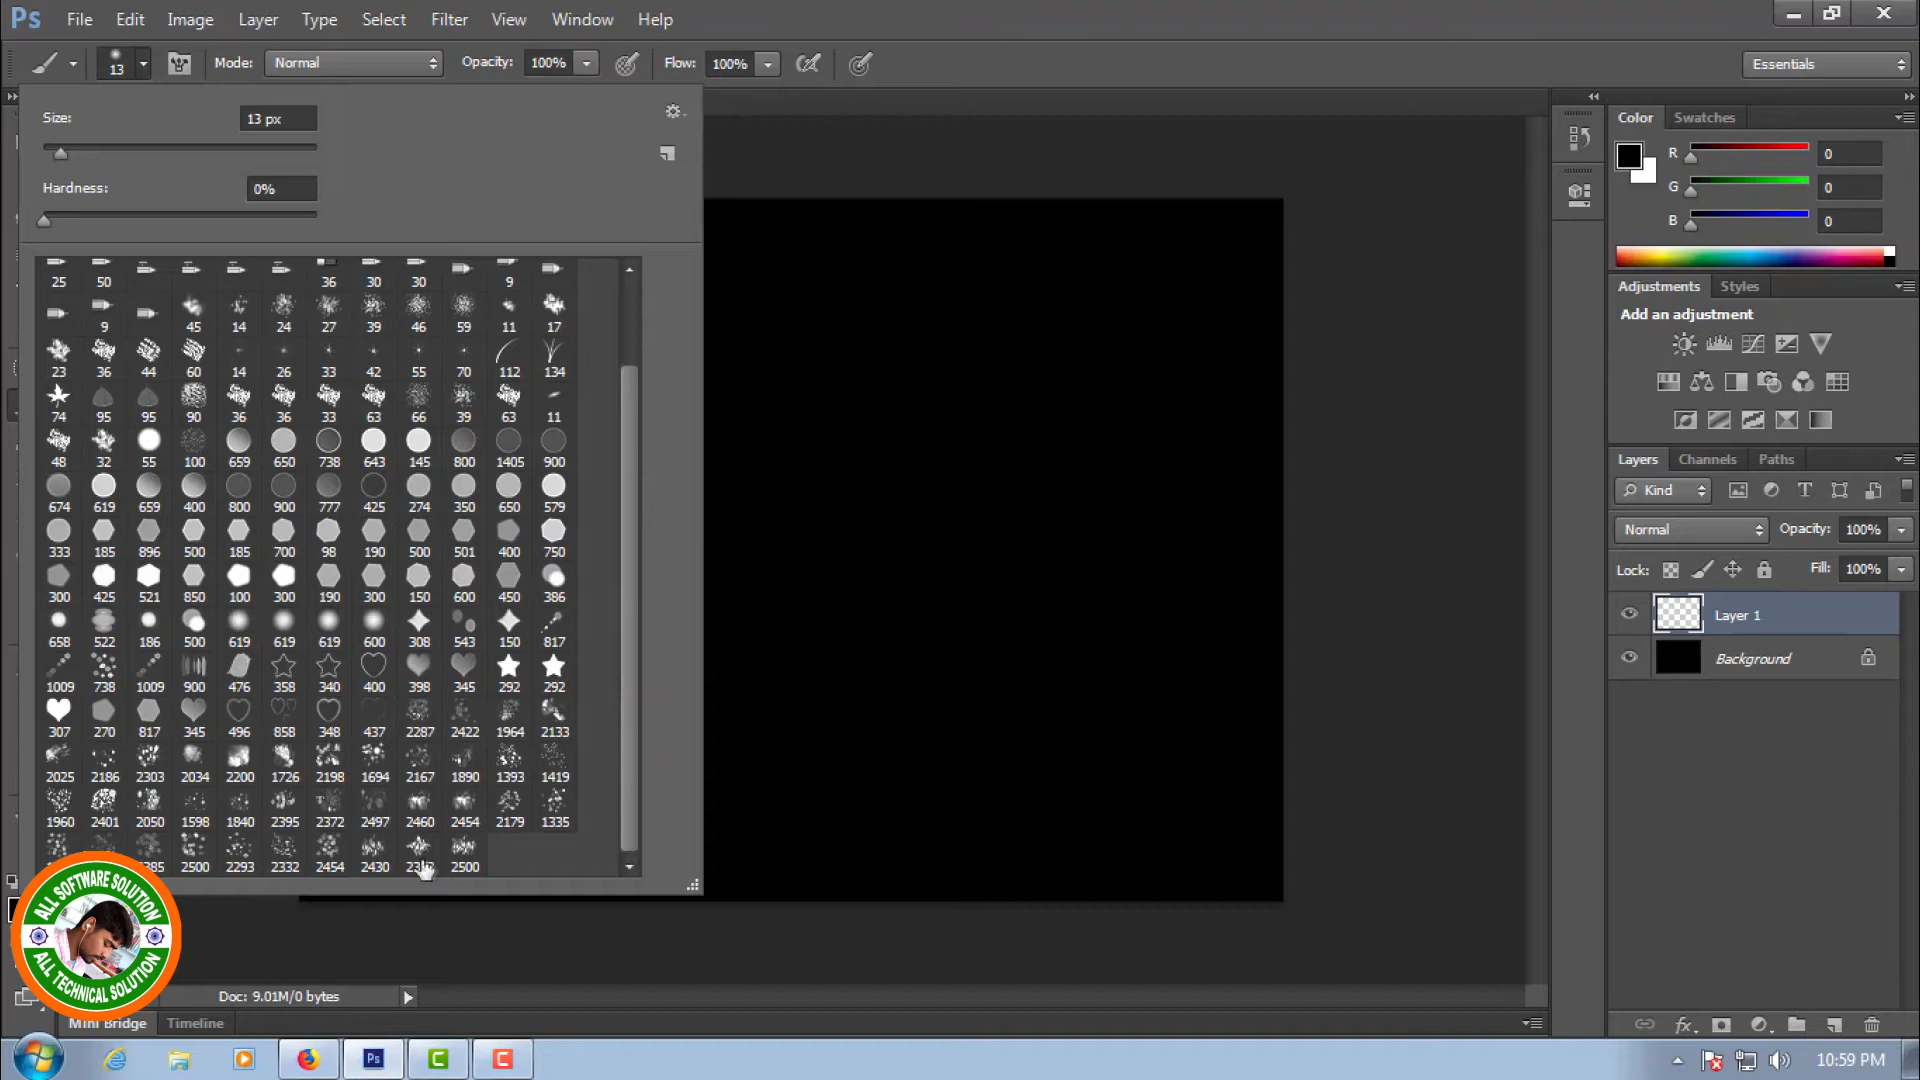 Ps File Edit Image Layer Type Select Filter View Window Help
13 Mode: Normal Opacity: 100% Flow: 100% Essentials
Size: 13 px
Hardness: 0%
25 50 36 30 30 9
9 45 14 24 27 39 46 59 11 17
23 36 44 60 14 26 33 42 55 70 112 134
74 95 95 90 36 36 33 63 66 39 63 11
48 32 55 100 659 650 738 643 145 800 1405 900
674 619 659 400 800 900 777 425 274 350 650 579
333 185 896 500 185 700 98 190 500 501 400 750
300 425 521 850 100 300 190 300 150 600 450 386
658 522 186 500 619 619 619 600 308 543 150 817
1009 738 1009 900 476 358 340 400 398 345 292 292
307 270 817 345 496 858 348 437 2287 2422 1964 2133
2025 2186 2303 2034 2200 1726 2198 1694 2167 1890 1393 1419
1960 2401 2050 1598 1840 2395 2372 2497 2460 2454 2179 1335
2500 2293 2332 2454 2430 2500
Color Swatches
R 0
G 0
B 0
Adjustments Styles
Add an adjustment
Layers Channels Paths
Kind
Normal Opacity: 100%
Lock: Fill: 100%
Layer 1
Background
ALL SOFTWARE SOLUTION
ALL TECHNICAL SOLUTION
Doc: 9.01M/0 bytes
Mini Bridge Timeline
Ps C C
10:59 PM